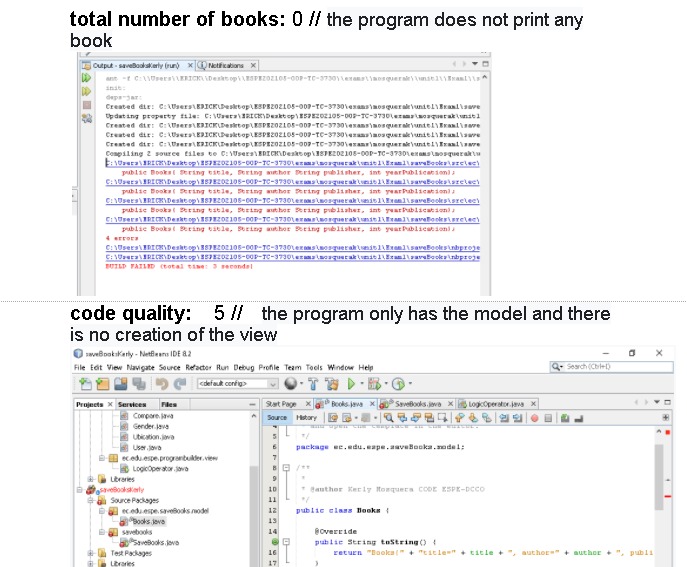 total number of books: 0 // the program does not print any
book
Output - saveBooksKerly (run) × Notifications ×
ant -f C:\\Users\\ERICK\\Desktop\\ESPE202105-OOP-TC-3730\\exams\\mosquerak\\unit1\\Exam1\\s
init:
deps-jar:
Created dir: C:\Users\ERICK\Desktop\ESPE202105-OOP-TC-3730\exams\mosquerak\unit1\Exam1\save
Updating property file: C:\Users\ERICK\Desktop\ESPE202105-OOP-TC-3730\exams\mosquerak\unit1
Created dir: C:\Users\ERICK\Desktop\ESPE202105-OOP-TC-3730\exams\mosquerak\unit1\Exam1\save
Created dir: C:\Users\ERICK\Desktop\ESPE202105-OOP-TC-3730\exams\mosquerak\unit1\Exam1\save
Created dir: C:\Users\ERICK\Desktop\ESPE202105-OOP-TC-3730\exams\mosquerak\unit1\Exam1\save
Compiling 2 source files to C:\Users\ERICK\Desktop\ESPE202105-OOP-TC-3730\exams\mosquerak\u
C:\Users\ERICK\Desktop\ESPE202105-OOP-TC-3730\exams\mosquerak\unit1\Exam1\saveBooks\src\ec\
public Books( String title, String author String publisher, int yearPublication);
C:\Users\ERICK\Desktop\ESPE202105-OOP-TC-3730\exams\mosquerak\unit1\Exam1\saveBooks\src\ec\
public Books( String title, String author String publisher, int yearPublication);
C:\Users\ERICK\Desktop\ESPE202105-OOP-TC-3730\exams\mosquerak\unit1\Exam1\saveBooks\src\ec\
public Books( String title, String author String publisher, int yearPublication);
C:\Users\ERICK\Desktop\ESPE202105-OOP-TC-3730\exams\mosquerak\unit1\Exam1\saveBooks\src\ec\
public Books( String title, String author String publisher, int yearPublication);
4 errors
C:\Users\ERICK\Desktop\ESPE202105-OOP-TC-3730\exams\mosquerak\unit1\Exam1\saveBooks\nbproje
C:\Users\ERICK\Desktop\ESPE202105-OOP-TC-3730\exams\mosquerak\unit1\Exam1\saveBooks\nbproje
BUILD FAILED (total time: 3 seconds)
code quality: 5 // the program only has the model and there
is no creation of the view
saveBooksKerly - NetBeans IDE 8.2
File Edit View Navigate Source Refactor Run Debug Profile Team Tools Window Help
Search (Ctrl+I)
<default config>
Projects × Services Files
Start Page × Books.java × SaveBooks.java × LogicOperator.java ×
Source History
Compare.java
Gender.java
Ubication.java
User.java
ec.edu.espe.programbuilder.view
LogicOperator.java
Libraries
saveBooksKerly
Source Packages
ec.edu.espe.saveBooks.model
Books.java
savebooks
SaveBooks.java
Test Packages
Libraries
5 */
6 package ec.edu.espe.saveBooks.model;
7
8 /**
9 *
10 * @author Kerly Mosquera CODE ESPE-DCCO
11 */
12 public class Books {
13
14 @Override
15 public String toString() {
16 return "Books{" + "title=" + title + ", author=" + author + ", publi
17 }